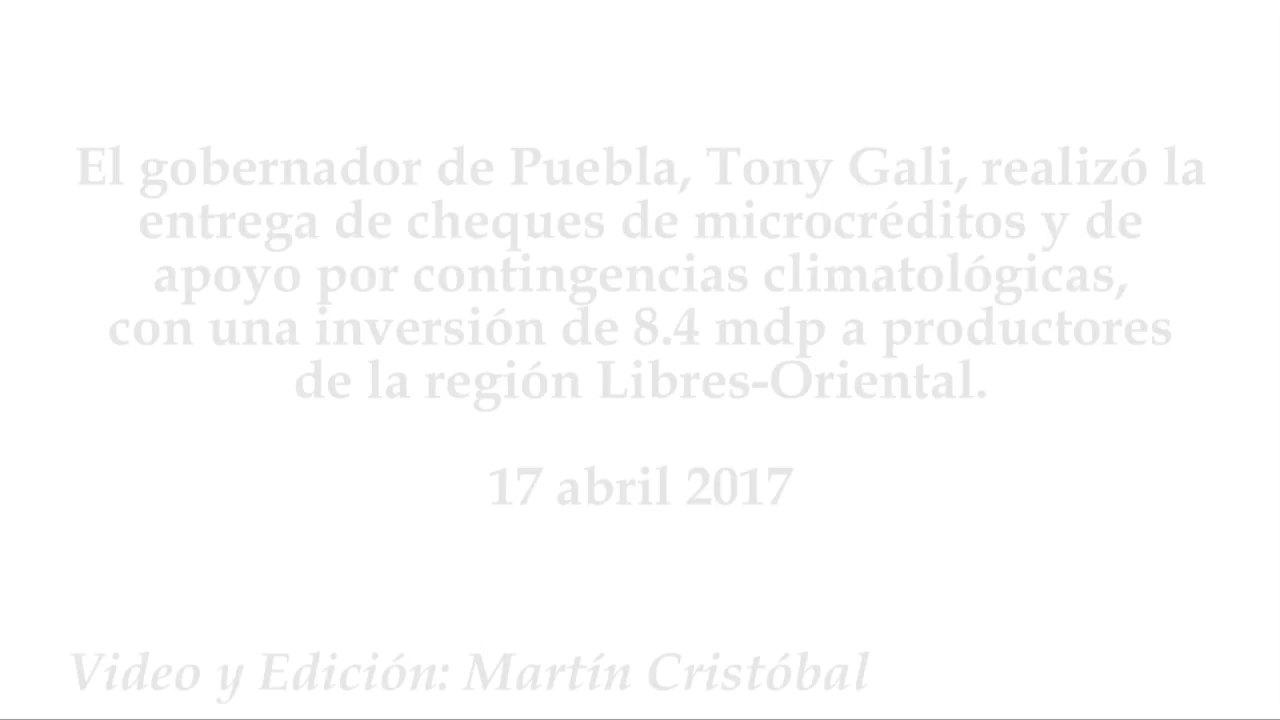 El gobernador de Puebla, Tony Gali, realizó la
entrega de cheques de microcréditos y de
apoyo por contingencias climatológicas,
con una inversión de 8.4 mdp a productores
de la región Libres-Oriental.
17 abril 2017
Video y Edición: Martín Cristóbal